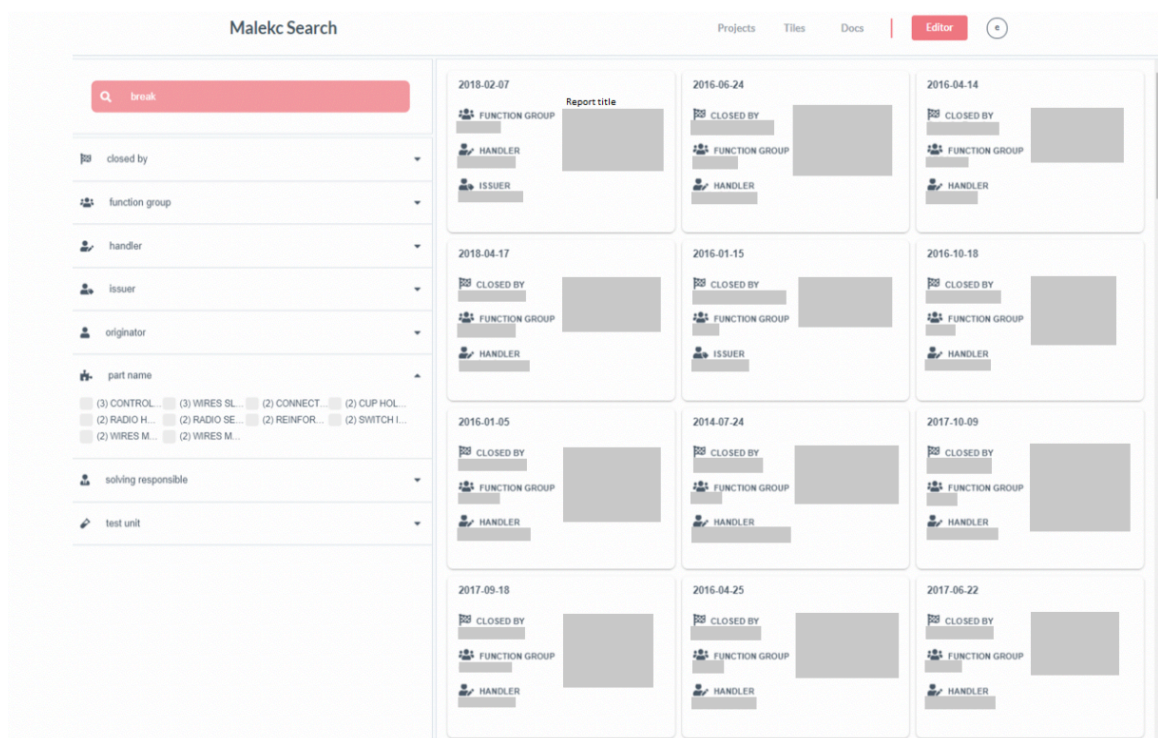 Malekc Search
Projects Tiles Docs Editor e
break
closed by
function group
handler
issuer
originator
part name
(3) CONTROL... (3) WIRES SL... (2) CONNECT... (2) CUP HOL...
(2) RADIO H... (2) RADIO SE... (2) REINFOR... (2) SWITCH I...
(2) WIRES M... (2) WIRES M...
solving responsible
test unit
2018-02-07
Report title
FUNCTION GROUP
HANDLER
ISSUER
2016-06-24
CLOSED BY
FUNCTION GROUP
HANDLER
2016-04-14
CLOSED BY
FUNCTION GROUP
HANDLER
2018-04-17
CLOSED BY
FUNCTION GROUP
HANDLER
2016-01-15
CLOSED BY
FUNCTION GROUP
ISSUER
2016-10-18
CLOSED BY
FUNCTION GROUP
HANDLER
2016-01-05
CLOSED BY
FUNCTION GROUP
HANDLER
2014-07-24
CLOSED BY
FUNCTION GROUP
HANDLER
2017-10-09
CLOSED BY
FUNCTION GROUP
HANDLER
2017-09-18
CLOSED BY
FUNCTION GROUP
HANDLER
2016-04-25
CLOSED BY
FUNCTION GROUP
HANDLER
2017-06-22
CLOSED BY
FUNCTION GROUP
HANDLER